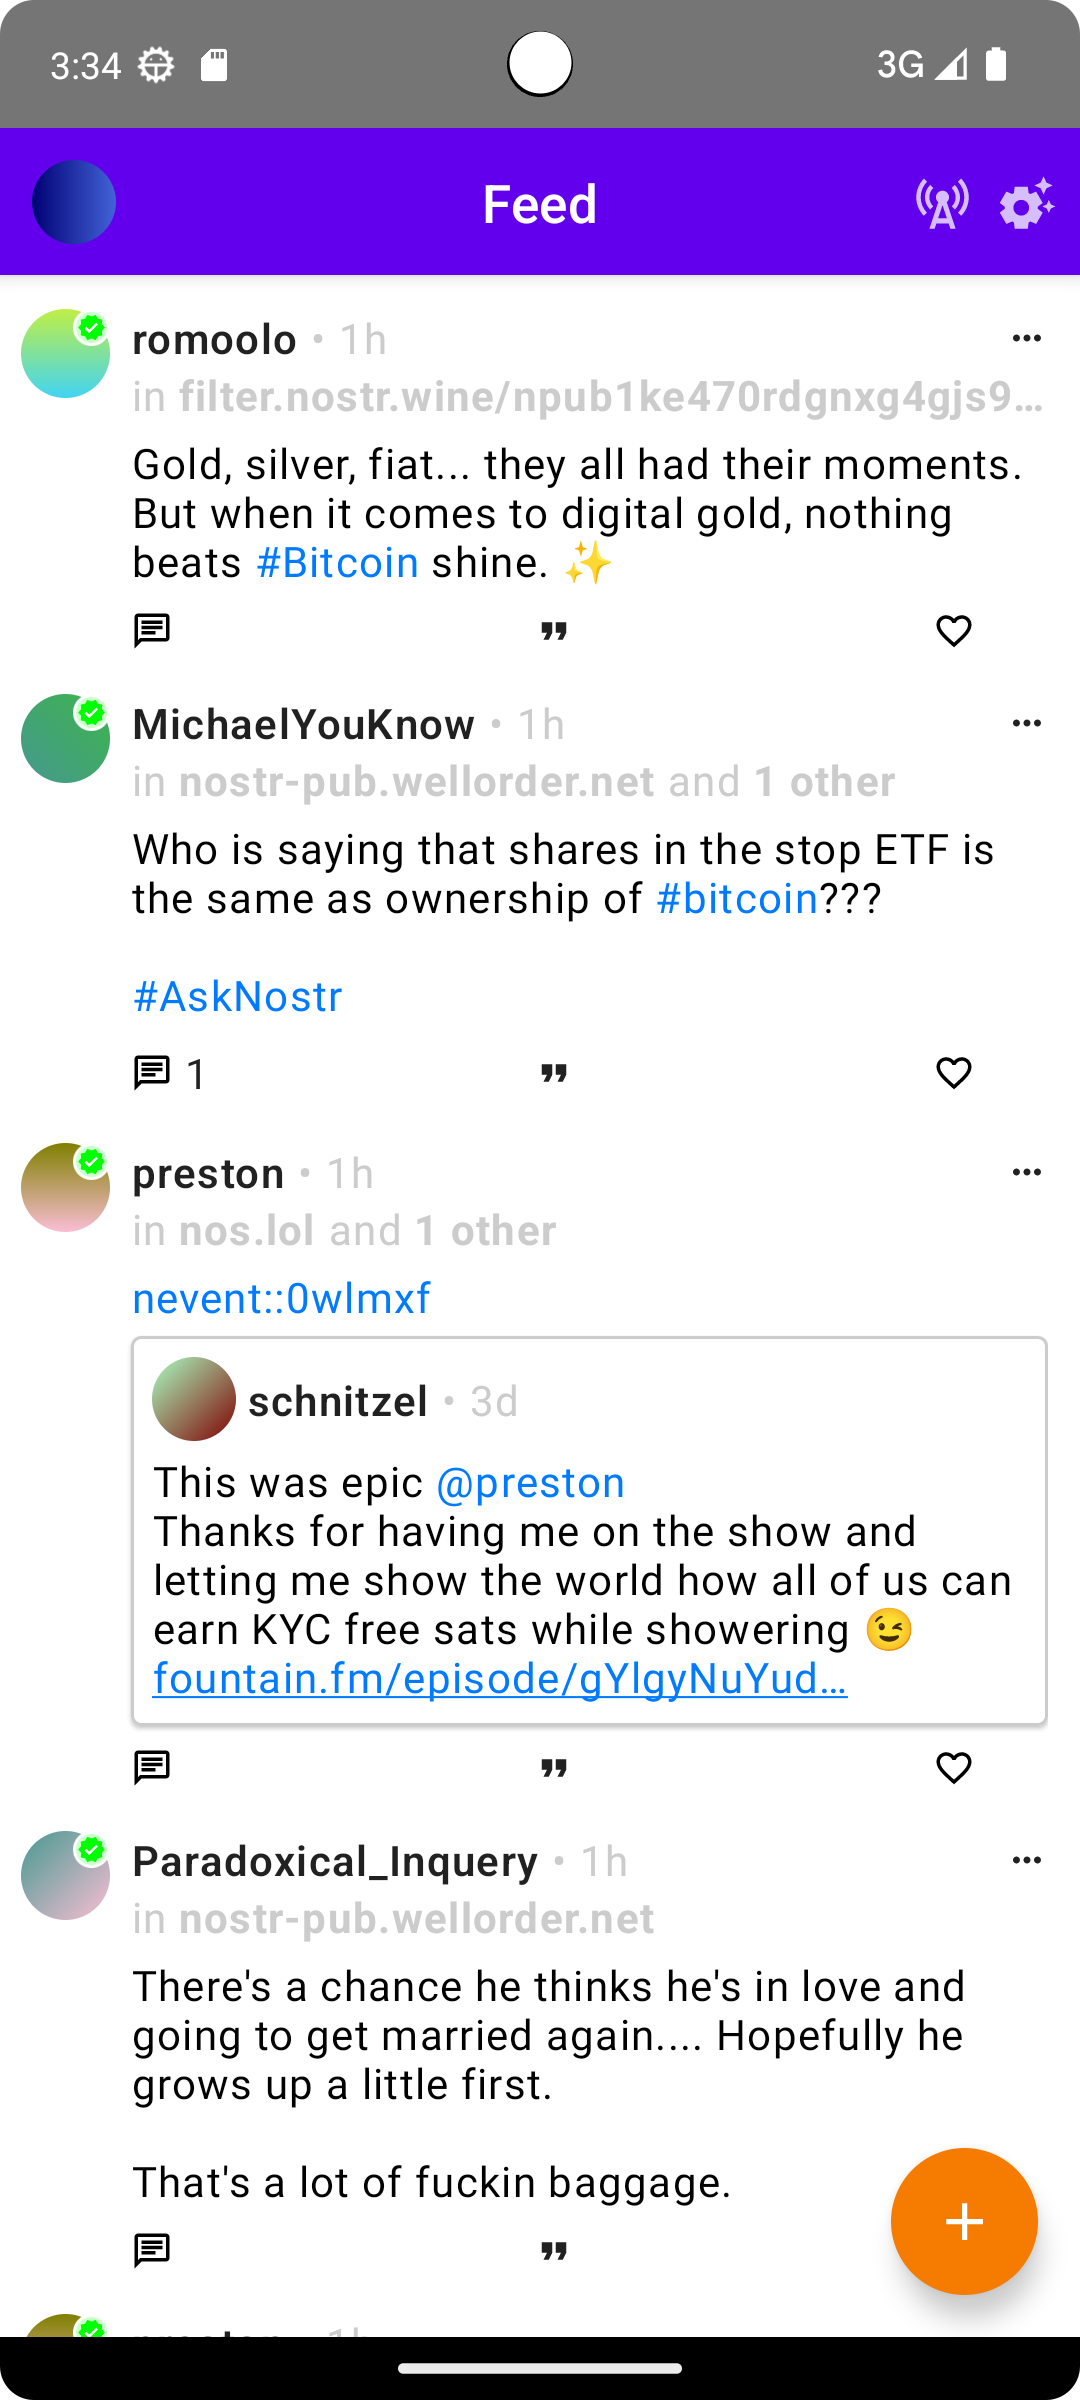 3:34
3G
Feed
romoolo • 1h
in filter.nostr.wine/npub1ke470rdgnxg4gjs9…
Gold, silver, fiat... they all had their moments.
But when it comes to digital gold, nothing
beats #Bitcoin shine. ✨
MichaelYouKnow • 1h
in nostr-pub.wellorder.net and 1 other
Who is saying that shares in the stop ETF is
the same as ownership of #bitcoin???
#AskNostr
1
preston • 1h
in nos.lol and 1 other
nevent::0wlmxf
schnitzel • 3d
This was epic @preston
Thanks for having me on the show and
letting me show the world how all of us can
earn KYC free sats while showering 😉
fountain.fm/episode/gYlgyNuYud…
Paradoxical_Inquery • 1h
in nostr-pub.wellorder.net
There's a chance he thinks he's in love and
going to get married again.... Hopefully he
grows up a little first.
That's a lot of fuckin baggage.
preston • 1h